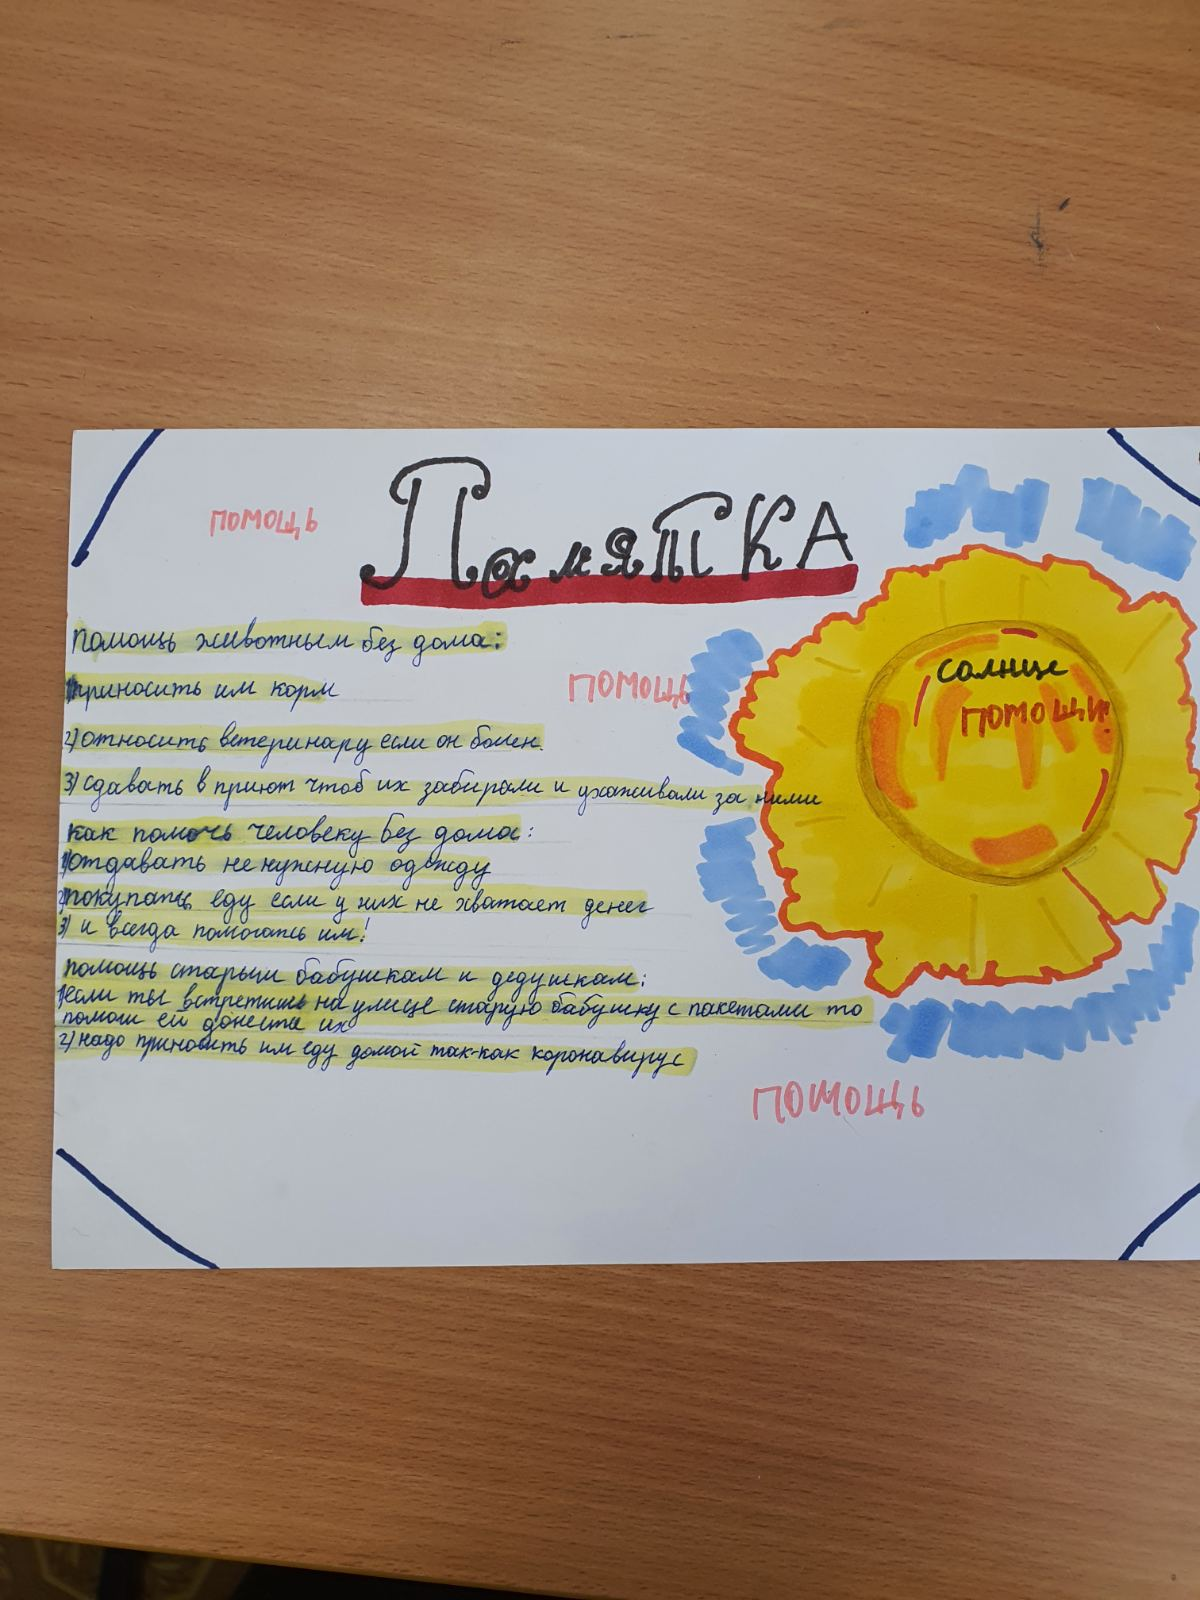 ПОМОЩЬ
ПамяТКА
помощь животным без дома:
приносить им корм
ПОМОЩЬ
2) относить ветеринару если он болен.
3) сдавать в приют чтоб их забирали и ухаживали за ними
как помочь человеку без дома:
1) отдавать не нужную одежду
2) покупать еду если у них не хватает денег
3) и всегда помогать им!
помощь старым бабушкам и дедушкам:
1) если ты встретишь на улице старую бабушку с пакетами то
помоги ей донести их
2) надо приносить им еду домой так-как коронавирус
солнце
ПОМОЩИ!
ПОМОЩЬ